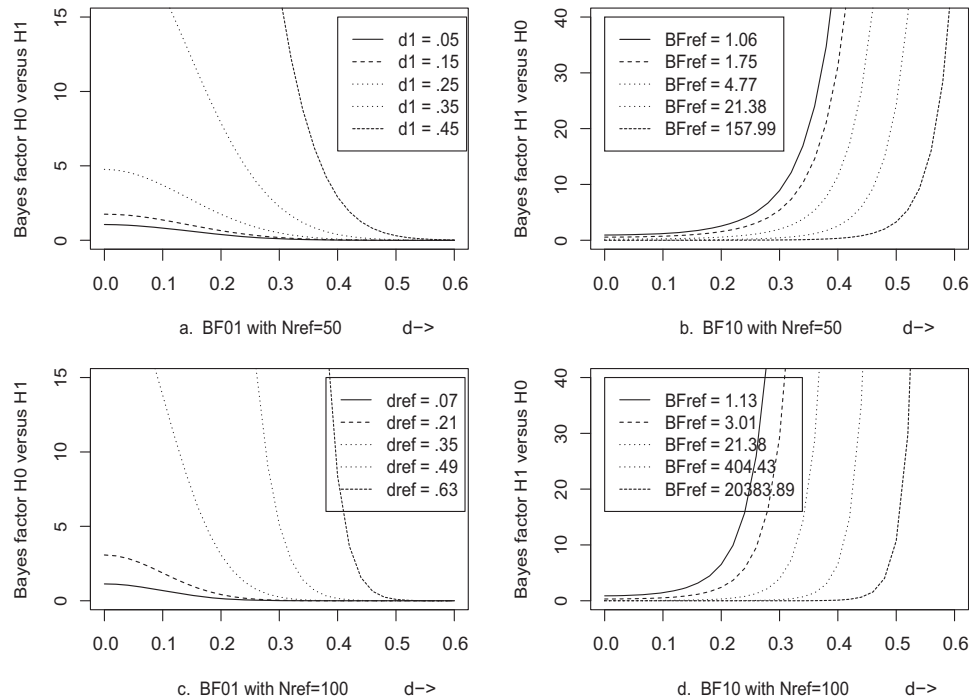 Bayes factor H0 versus H1
15
10
5
0
d1 = .05
d1 = .15
d1 = .25
d1 = .35
d1 = .45
0.0 0.1 0.2 0.3 0.4 0.5 0.6
a. BF01 with Nref=50 d->
Bayes factor H1 versus H0
40
30
20
10
0
BFref = 1.06
BFref = 1.75
BFref = 4.77
BFref = 21.38
BFref = 157.99
0.0 0.1 0.2 0.3 0.4 0.5 0.6
b. BF10 with Nref=50 d->
Bayes factor H0 versus H1
15
10
5
0
dref = .07
dref = .21
dref = .35
dref = .49
dref = .63
0.0 0.1 0.2 0.3 0.4 0.5 0.6
c. BF01 with Nref=100 d->
Bayes factor H1 versus H0
40
30
20
10
0
BFref = 1.13
BFref = 3.01
BFref = 21.38
BFref = 404.43
BFref = 20383.89
0.0 0.1 0.2 0.3 0.4 0.5 0.6
d. BF10 with Nref=100 d->